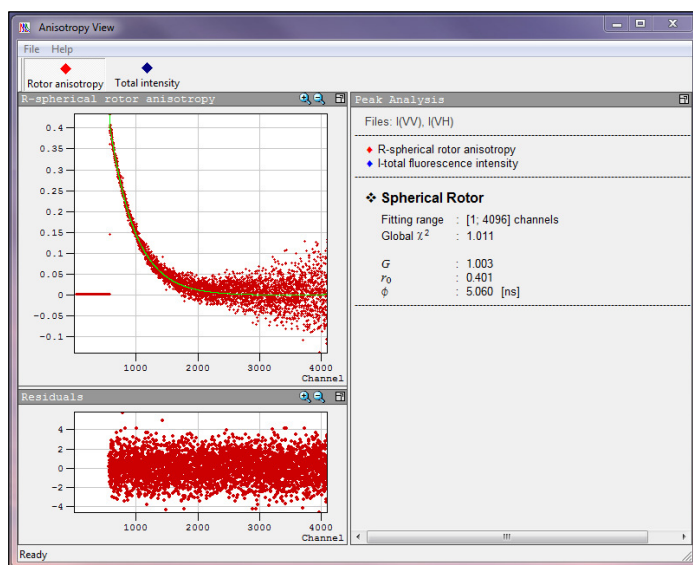 Anisotropy View
File Help
Rotor anisotropy Total intensity
R-spherical rotor anisotropy
0.4
0.35
0.3
0.25
0.2
0.15
0.1
0.05
0
-0.05
-0.1
1000 2000 3000 4000
Channel
Residuals
4
2
0
-2
-4
1000 2000 3000 4000
Channel
Peak Analysis
Files: I(VV), I(VH)
R-spherical rotor anisotropy
I-total fluorescence intensity
Spherical Rotor
Fitting range : [1; 4096] channels
Global χ² : 1.011
G : 1.003
r₀ : 0.401
ϕ : 5.060 [ns]
Ready